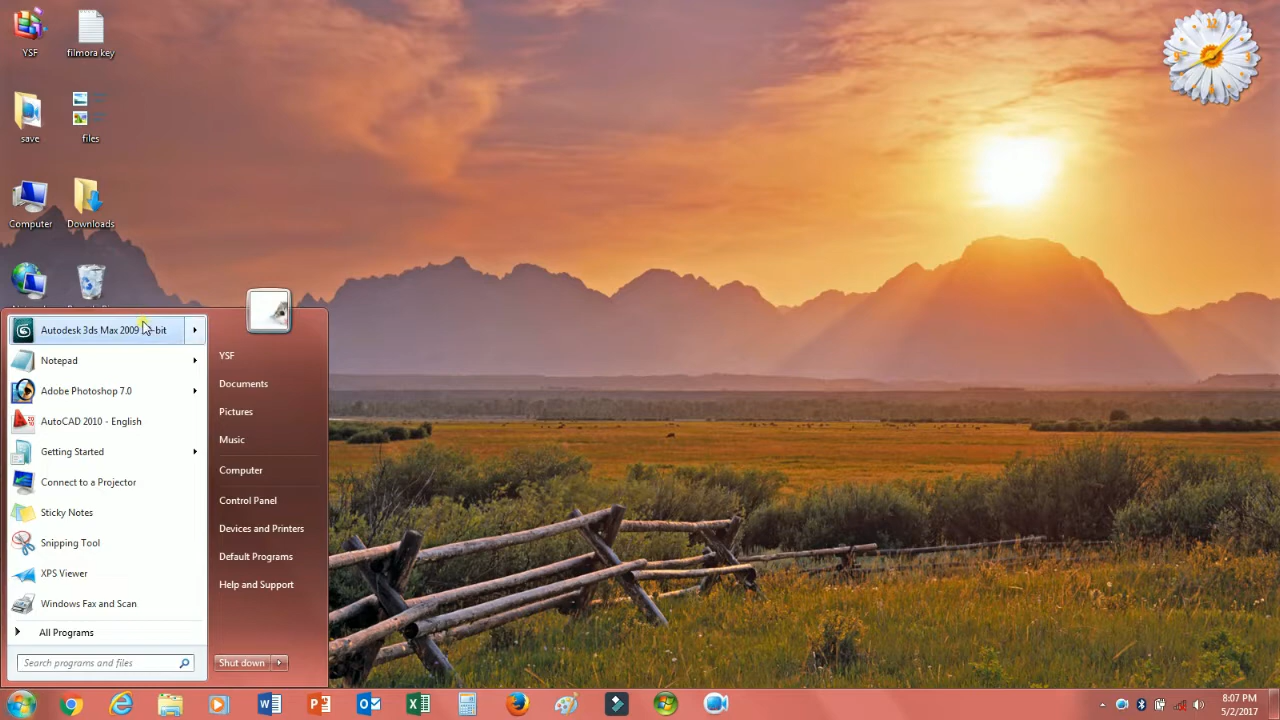 YSF
filmora key
save
files
Computer
Downloads
12
Autodesk 3ds Max 2009 -bit
Notepad
Adobe Photoshop 7.0
AutoCAD 2010 - English
Getting Started
Connect to a Projector
Sticky Notes
Snipping Tool
XPS Viewer
Windows Fax and Scan
All Programs
Search programs and files
YSF
Documents
Pictures
Music
Computer
Control Panel
Devices and Printers
Default Programs
Help and Support
Shut down
8:07 PM
5/2/2017